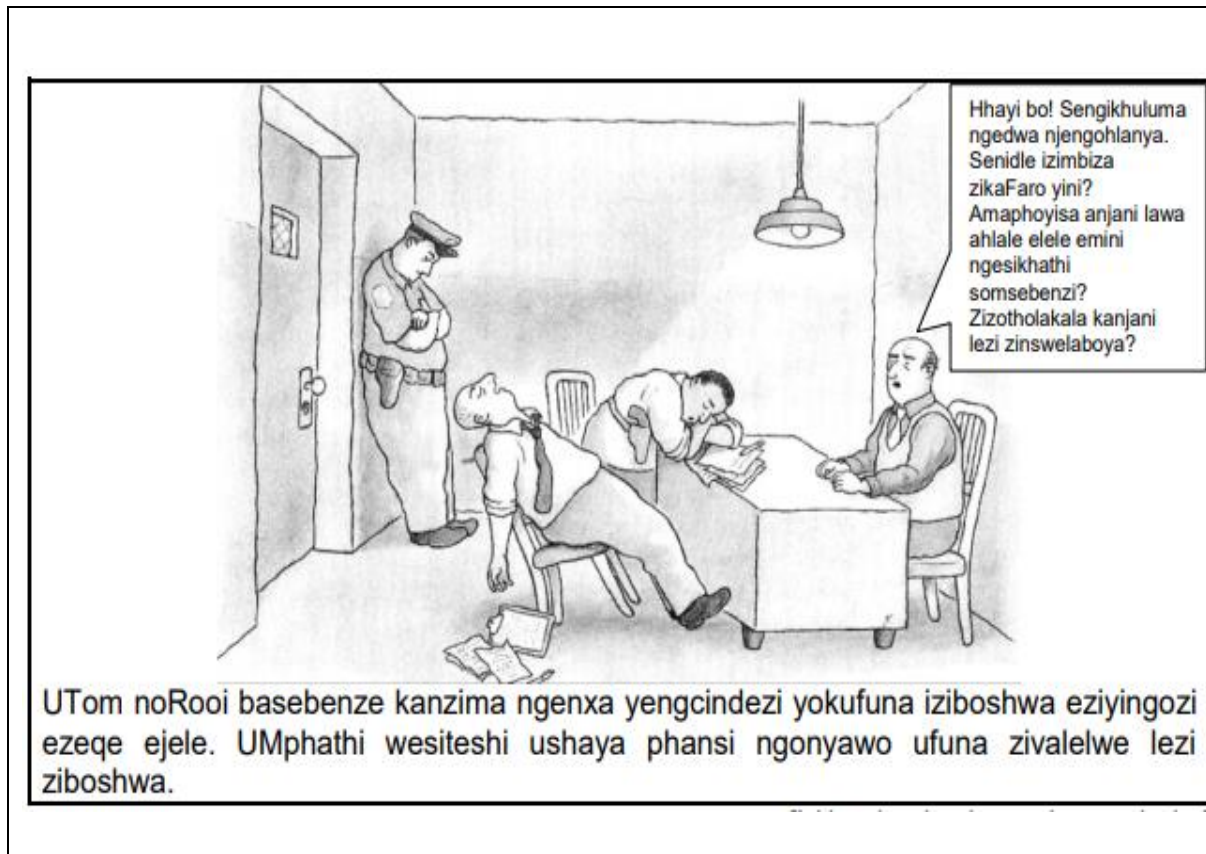 Hhayi bo! Sengikhuluma
ngedwa njengohlanya.
Senidle izimbiza
zikaFaro yini?
Amaphoyisa anjani lawa
ahlale elele emini
ngesikhathi
somsebenzi?
Zizotholakala kanjani
lezi zinswelaboya?
UTom noRooi basebenze kanzima ngenxa yengcindezi yokufuna iziboshwa eziyingozi
ezeqe ejele. UMphathi wesiteshi ushaya phansi ngonyawo ufuna zivalelwe lezi
ziboshwa.